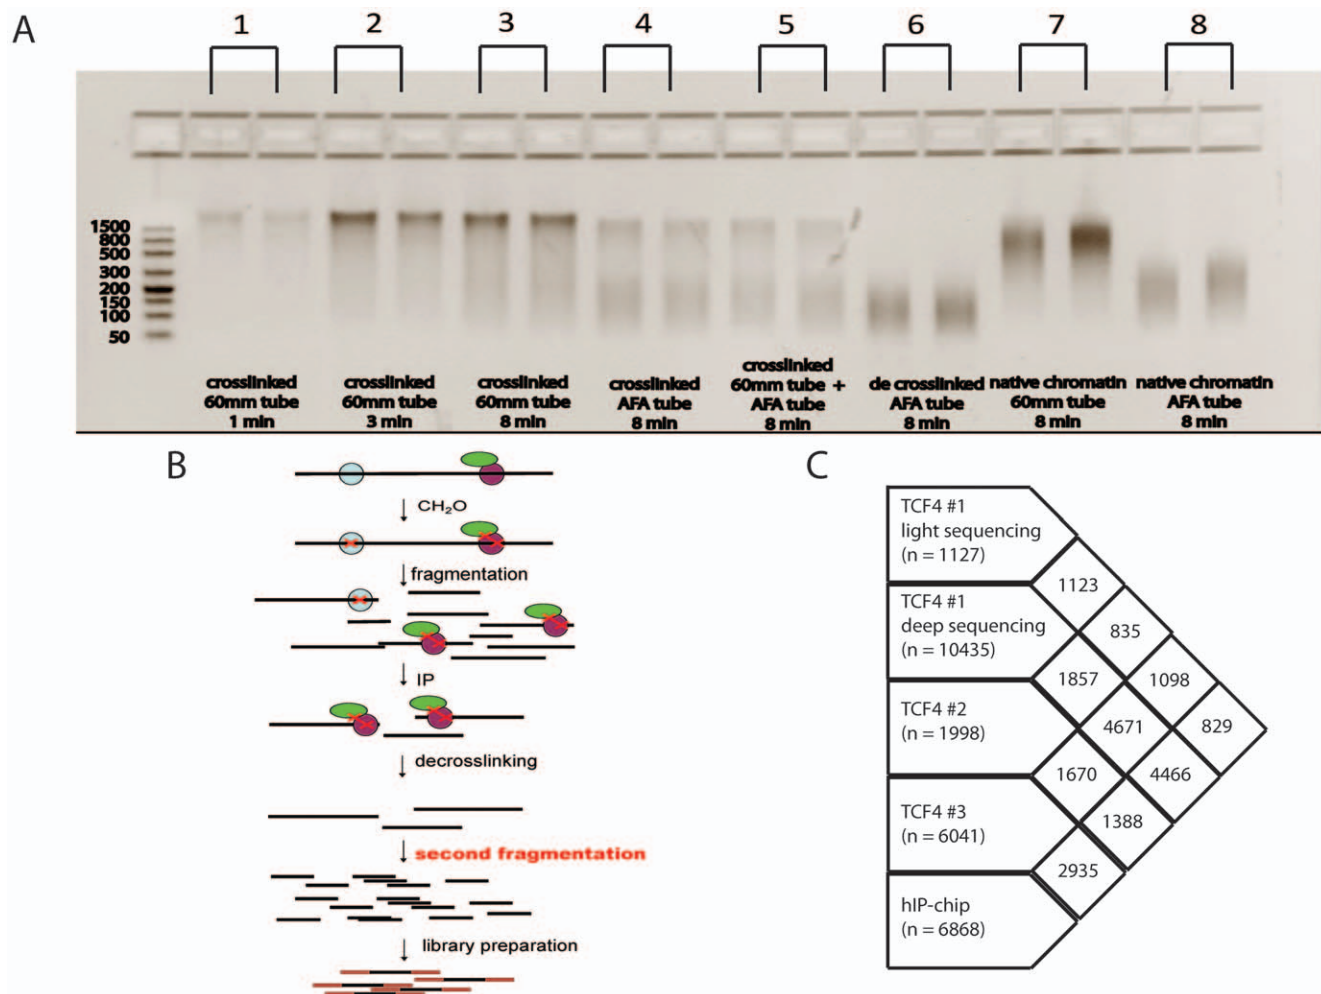 A
1 2 3 4 5 6 7 8
1500
800
500
300
200
150
100
50
crosslinked
60mm tube
1 min
crosslinked
60mm tube
3 min
crosslinked
60mm tube
8 min
crosslinked
AFA tube
8 min
crosslinked
60mm tube +
AFA tube
8 min
de crosslinked
AFA tube
8 min
native chromatin
60mm tube
8 min
native chromatin
AFA tube
8 min
B
CH₂O
fragmentation
IP
decrosslinking
second fragmentation
library preparation
C
TCF4 #1
light sequencing
(n = 1127)
TCF4 #1
deep sequencing
(n = 10435)
TCF4 #2
(n = 1998)
TCF4 #3
(n = 6041)
hIP-chip
(n = 6868)
1123
835
1857
1098
4671
829
1670
4466
1388
2935